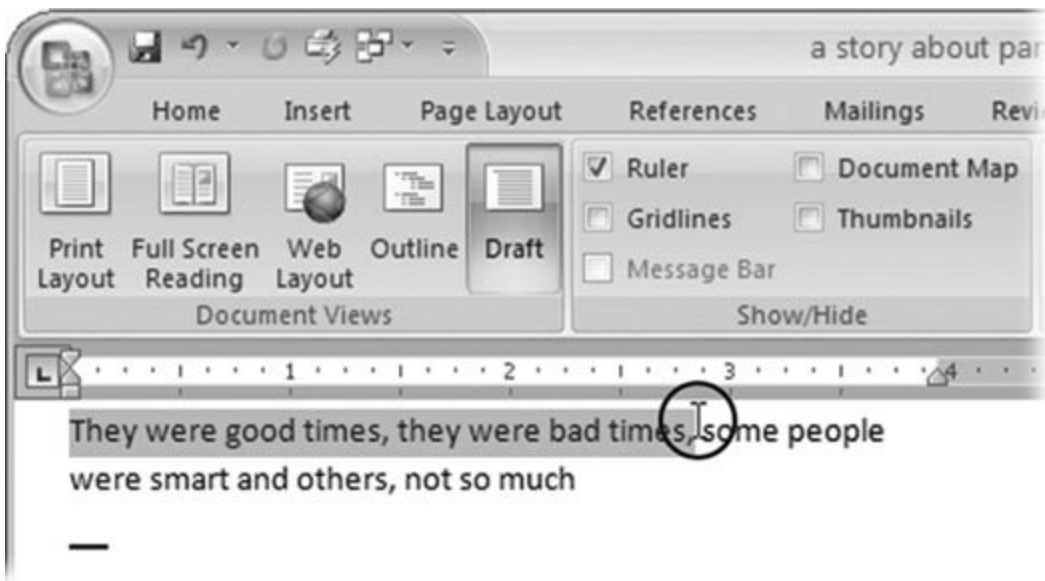 a story about par
Home Insert Page Layout References Mailings Revi
Print Layout Full Screen Reading Web Layout Outline Draft
Document Views
Ruler Document Map
Gridlines Thumbnails
Message Bar
Show/Hide
L 1 2 3 4
They were good times, they were bad times, some people
were smart and others, not so much